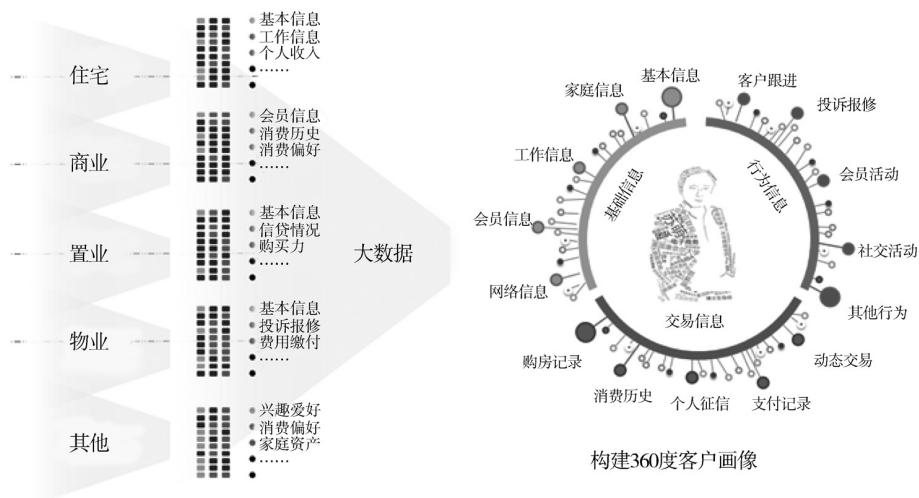 住宅
基本信息
工作信息
个人收入
……
商业
会员信息
消费历史
消费偏好
……
置业
基本信息
信贷情况
购买力
……
物业
基本信息
投诉报修
费用缴付
……
其他
兴趣爱好
消费偏好
家庭资产
……
大数据
基本信息
家庭信息
工作信息
会员信息
网络信息
基础信息
客户跟进
投诉报修
会员活动
社交活动
其他行为
行为信息
交易信息
购房记录
消费历史
个人征信
支付记录
动态交易
构建360度客户画像